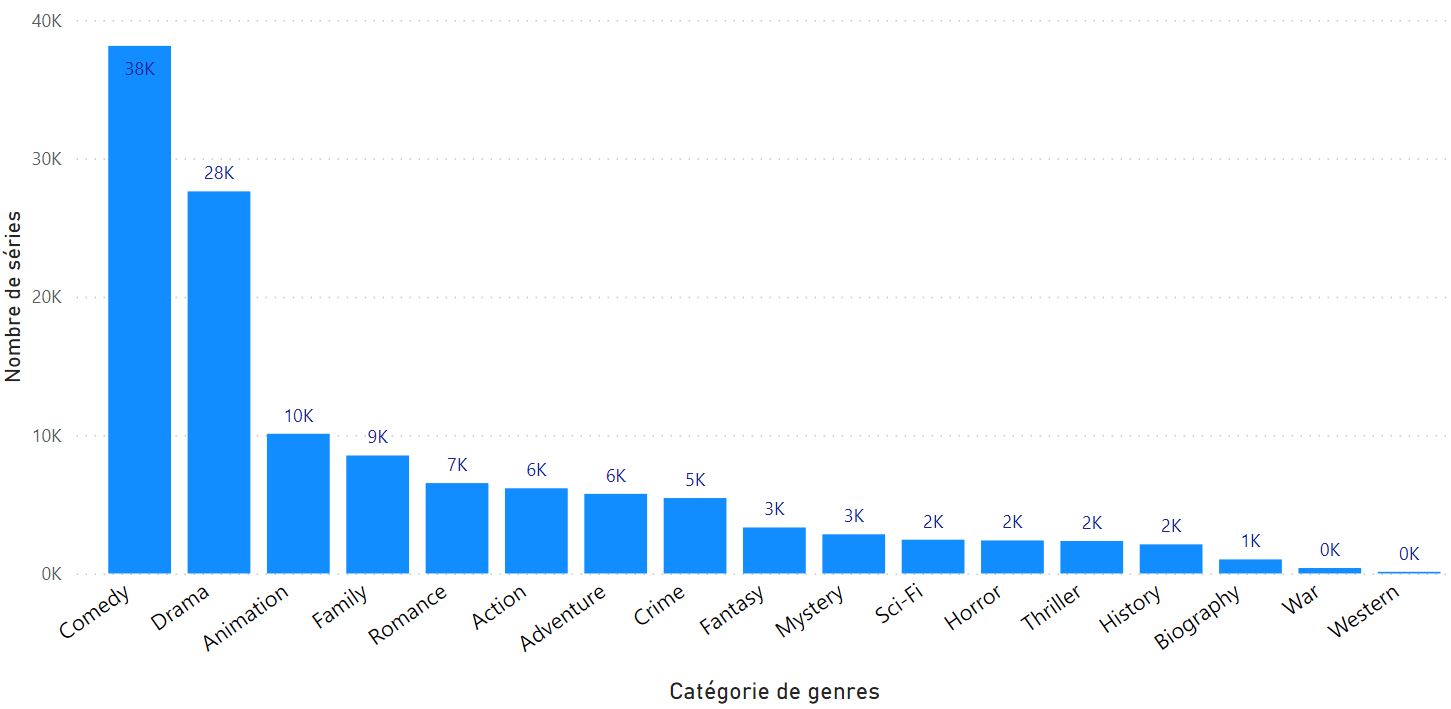 40K
38K
30K
28K
20K
10K
10K
9K
7K
6K
6K
5K
3K
3K
2K
2K
2K
2K
1K
0K
0K
0K
Nombre de séries
Comedy
Drama
Animation
Family
Romance
Action
Adventure
Crime
Fantasy
Mystery
Sci-Fi
Horror
Thriller
History
Biography
War
Western
Catégorie de genres